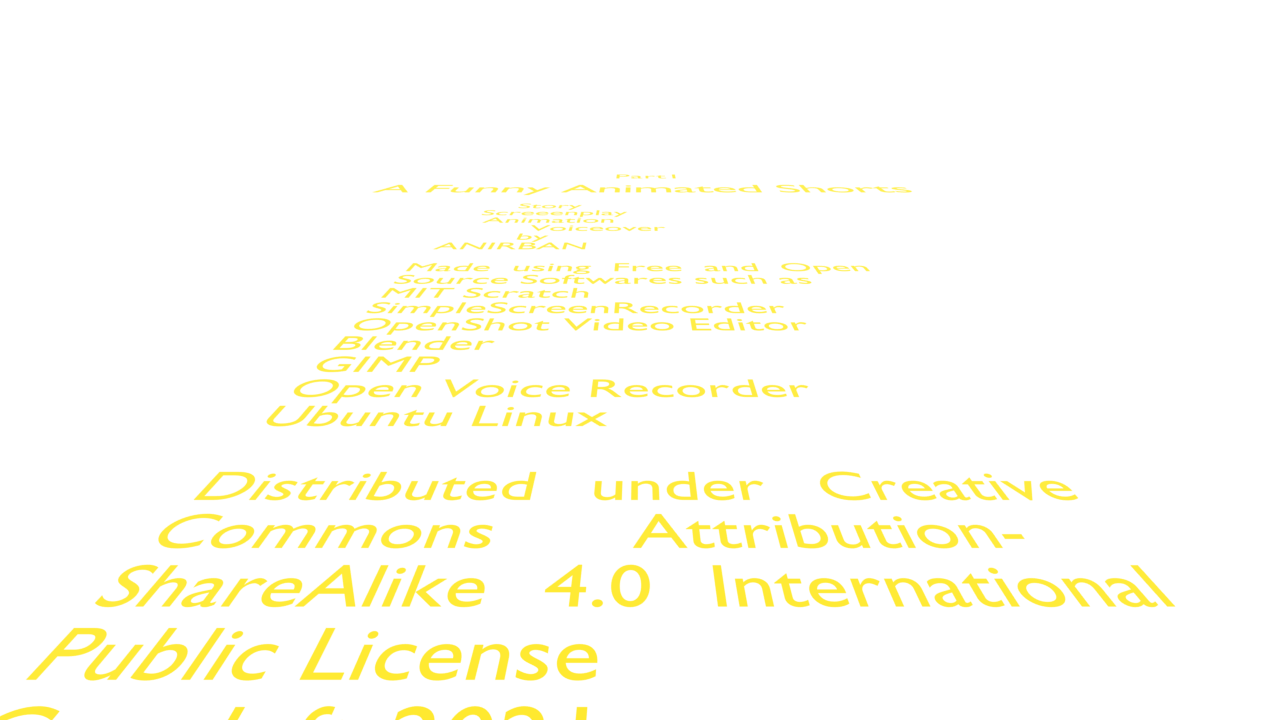 Part I
A Funny Animated Shorts
Story
Screeenplay
Animation
Voiceover
by
ANIRBAN
Made using Free and Open
Source Softwares such as
MIT Scratch
SimpleScreenRecorder
OpenShot Video Editor
Blender
GIMP
Open Voice Recorder
Ubuntu Linux
Distributed under Creative
Commons Attribution-
ShareAlike 4.0 International
Public License